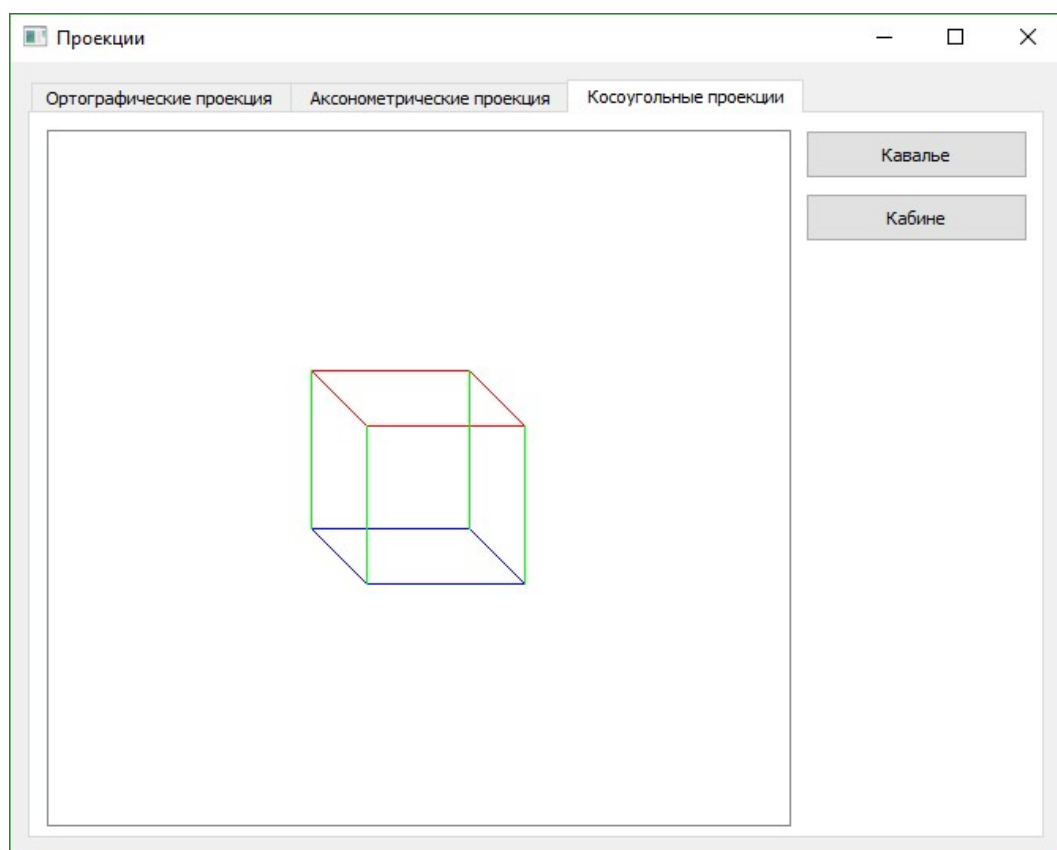 Проекции
Ортографические проекция
Аксонометрические проекция
Косоугольные проекции
Кавалье
Кабине